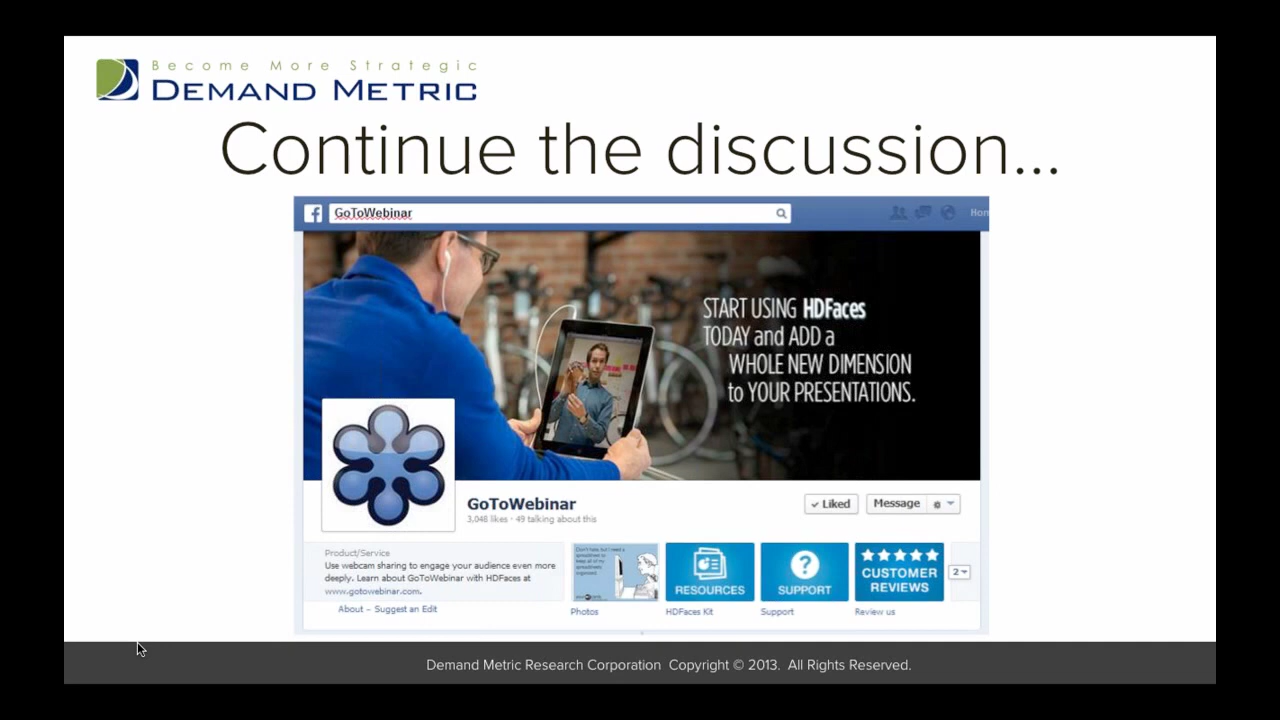 Become More Strategic
DEMAND METRIC
Continue the discussion...
GoToWebinar
Hom
START USING HDFaces
TODAY and ADD a
WHOLE NEW DIMENSION
to YOUR PRESENTATIONS.
GoToWebinar
3,048 likes · 49 talking about this
Liked
Message
Product/Service
Use webcam sharing to engage your audience even more
deeply. Learn about GoToWebinar with HDFaces at
www.gotowebinar.com.
About – Suggest an Edit
RESOURCES
SUPPORT
CUSTOMER
REVIEWS
2
Photos
HDFaces Kit
Support
Review us
Demand Metric Research Corporation Copyright © 2013. All Rights Reserved.